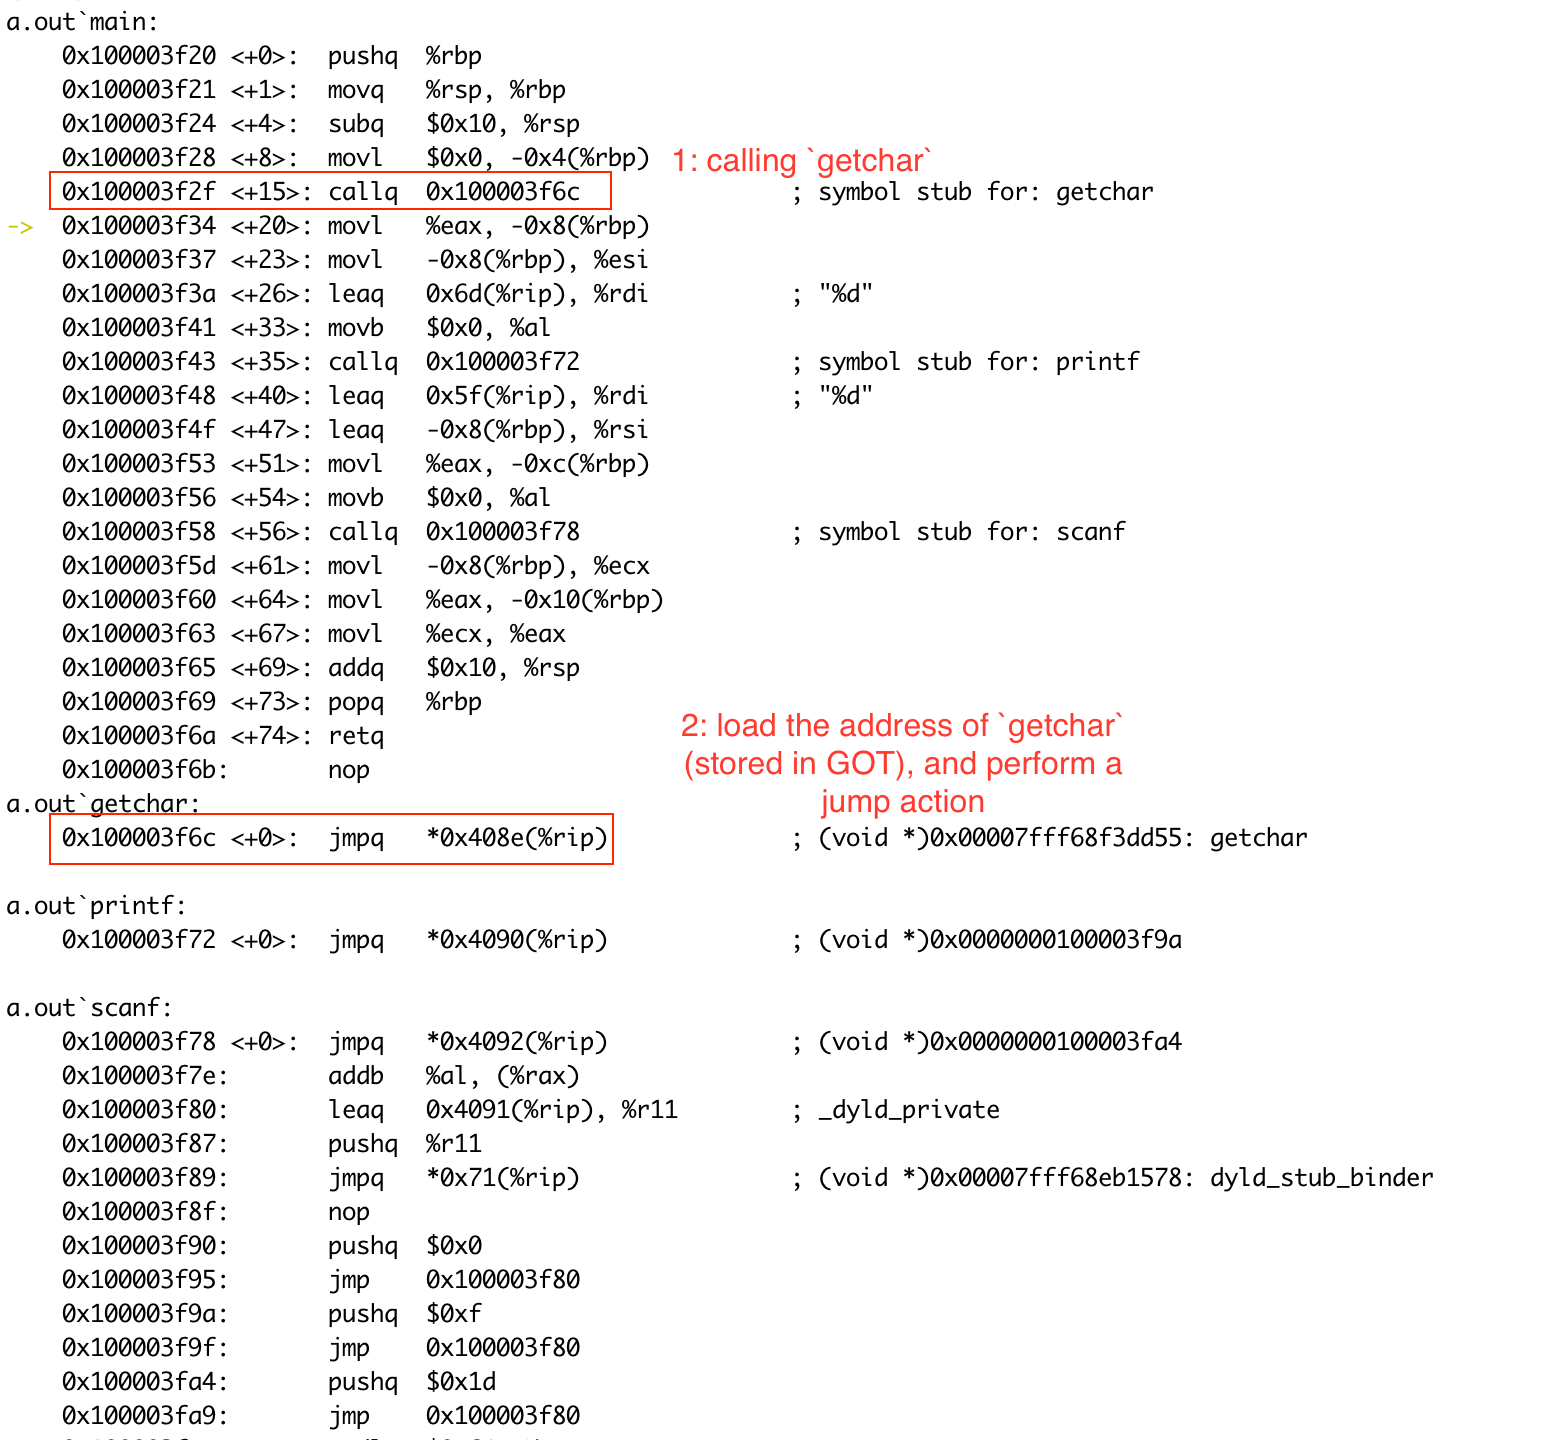 a.out`main:
0x100003f20 <+0>: pushq %rbp
0x100003f21 <+1>: movq %rsp, %rbp
0x100003f24 <+4>: subq $0x10, %rsp
0x100003f28 <+8>: movl $0x0, -0x4(%rbp)
1: calling `getchar`
0x100003f2f <+15>: callq 0x100003f6c ; symbol stub for: getchar
-> 0x100003f34 <+20>: movl %eax, -0x8(%rbp)
0x100003f37 <+23>: movl -0x8(%rbp), %esi
0x100003f3a <+26>: leaq 0x6d(%rip), %rdi ; "%d"
0x100003f41 <+33>: movb $0x0, %al
0x100003f43 <+35>: callq 0x100003f72 ; symbol stub for: printf
0x100003f48 <+40>: leaq 0x5f(%rip), %rdi ; "%d"
0x100003f4f <+47>: leaq -0x8(%rbp), %rsi
0x100003f53 <+51>: movl %eax, -0xc(%rbp)
0x100003f56 <+54>: movb $0x0, %al
0x100003f58 <+56>: callq 0x100003f78 ; symbol stub for: scanf
0x100003f5d <+61>: movl -0x8(%rbp), %ecx
0x100003f60 <+64>: movl %eax, -0x10(%rbp)
0x100003f63 <+67>: movl %ecx, %eax
0x100003f65 <+69>: addq $0x10, %rsp
0x100003f69 <+73>: popq %rbp
0x100003f6a <+74>: retq
0x100003f6b: nop
2: load the address of `getchar`
(stored in GOT), and perform a
jump action
a.out`getchar:
0x100003f6c <+0>: jmpq *0x408e(%rip) ; (void *)0x00007fff68f3dd55: getchar
a.out`printf:
0x100003f72 <+0>: jmpq *0x4090(%rip) ; (void *)0x0000000100003f9a
a.out`scanf:
0x100003f78 <+0>: jmpq *0x4092(%rip) ; (void *)0x0000000100003fa4
0x100003f7e: addb %al, (%rax)
0x100003f80: leaq 0x4091(%rip), %r11 ; _dyld_private
0x100003f87: pushq %r11
0x100003f89: jmpq *0x71(%rip) ; (void *)0x00007fff68eb1578: dyld_stub_binder
0x100003f8f: nop
0x100003f90: pushq $0x0
0x100003f95: jmp 0x100003f80
0x100003f9a: pushq $0xf
0x100003f9f: jmp 0x100003f80
0x100003fa4: pushq $0x1d
0x100003fa9: jmp 0x100003f80